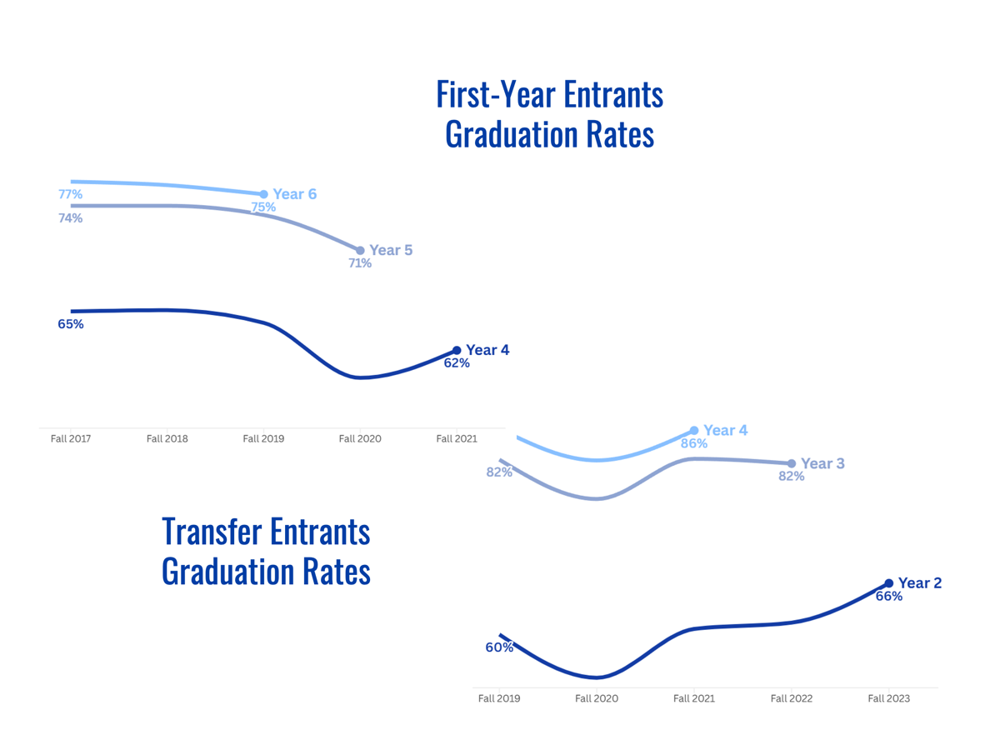 First-Year Entrants
Graduation Rates
77%
Year 6
75%
74%
Year 5
71%
65%
Year 4
62%
Fall 2017
Fall 2018
Fall 2019
Fall 2020
Fall 2021
Transfer Entrants
Graduation Rates
Year 4
86%
82%
Year 3
82%
Year 2
66%
60%
Fall 2019
Fall 2020
Fall 2021
Fall 2022
Fall 2023